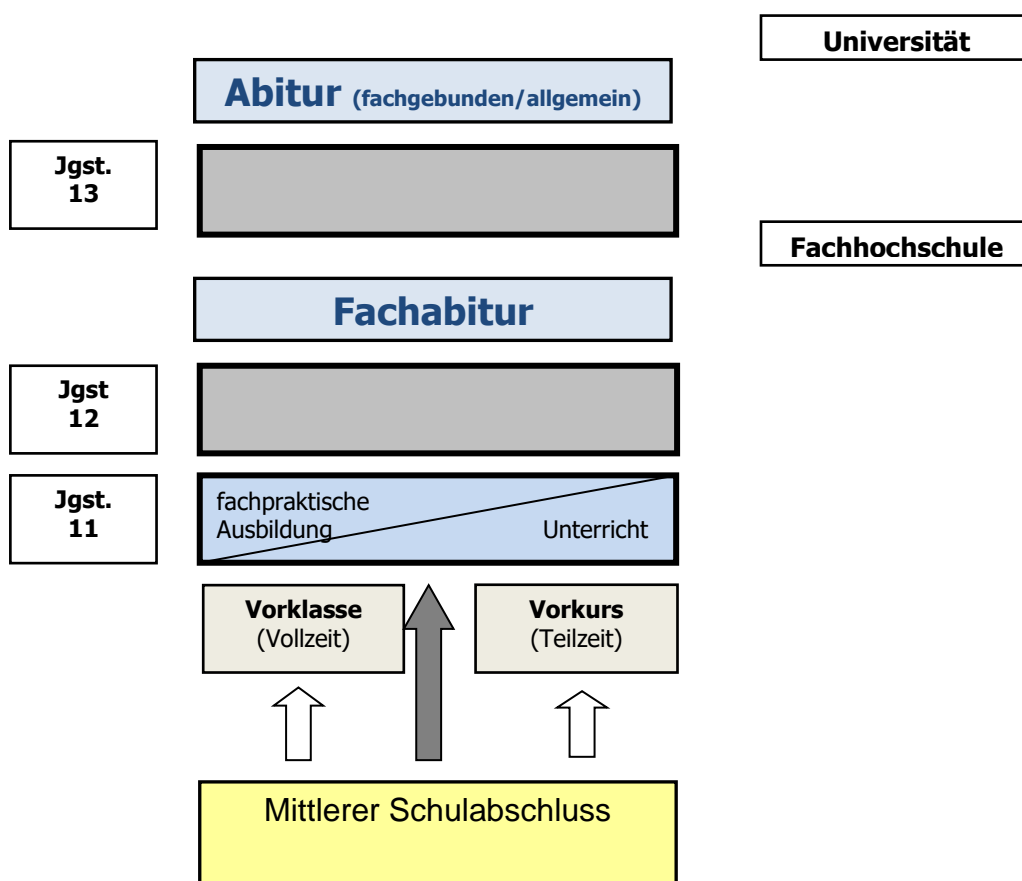 Universität
Abitur (fachgebunden/allgemein)
Jgst.
13
Fachhochschule
Fachabitur
Jgst
12
Jgst.
11
fachpraktische
Ausbildung
Unterricht
Vorklasse
(Vollzeit)
Vorkurs
(Teilzeit)
Mittlerer Schulabschluss